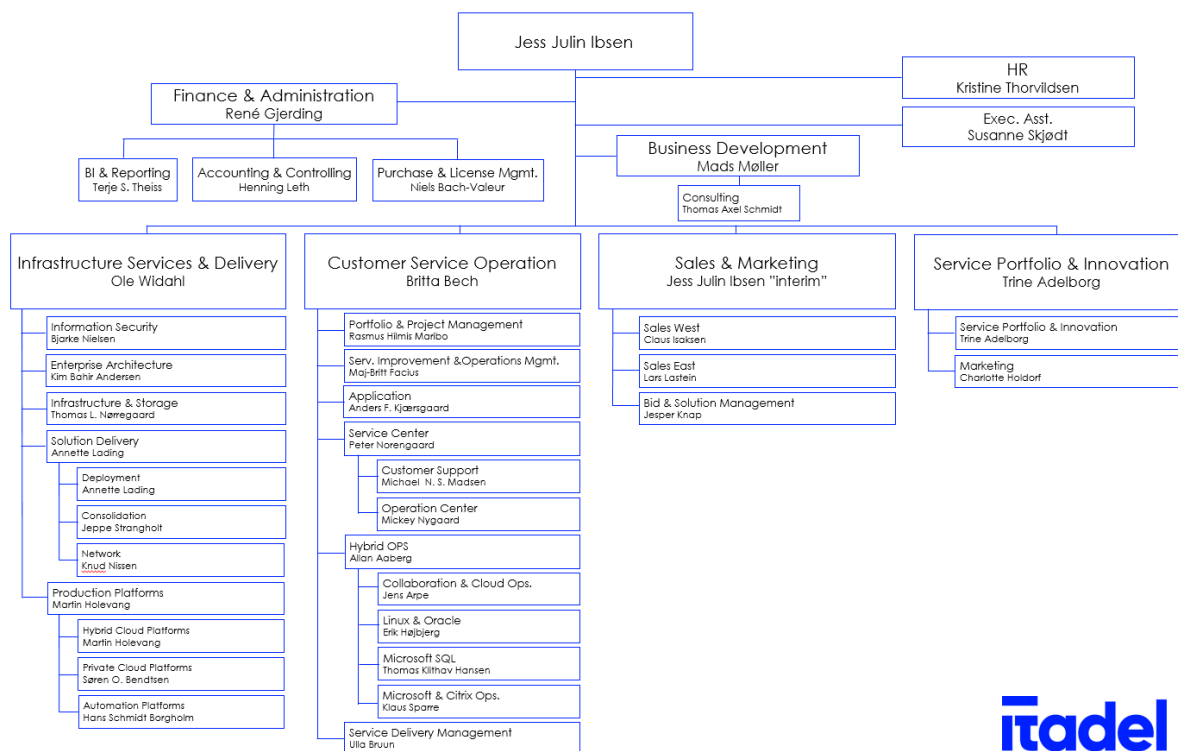 Jess Julin Ibsen
HR
Kristine Thorvildsen
Finance & Administration
René Gjerding
Exec. Asst.
Susanne Skjødt
Business Development
Mads Møller
BI & Reporting
Terje S. Theiss
Accounting & Controlling
Henning Leth
Purchase & License Mgmt.
Niels Bach-Valeur
Consulting
Thomas Axel Schmidt
Infrastructure Services & Delivery
Ole Widahl
Information Security
Bjarke Nielsen
Enterprise Architecture
Kim Bahir Andersen
Infrastructure & Storage
Thomas L. Nørregaard
Solution Delivery
Annette Lading
Deployment
Annette Lading
Consolidation
Jeppe Strangholt
Network
Knud Nissen
Production Platforms
Martin Holevang
Hybrid Cloud Platforms
Martin Holevang
Private Cloud Platforms
Søren O. Bendtsen
Automation Platforms
Hans Schmidt Borgholm
Customer Service Operation
Britta Bech
Portfolio & Project Management
Rasmus Hilmis Maribo
Serv. Improvement &Operations Mgmt.
Maj-Britt Facius
Application
Anders F. Kjærsgaard
Service Center
Peter Norengaard
Customer Support
Michael N. S. Madsen
Operation Center
Mickey Nygaard
Hybrid OPS
Allan Aaberg
Collaboration & Cloud Ops.
Jens Arpe
Linux & Oracle
Erik Højbjerg
Microsoft SQL
Thomas Klithav Hansen
Microsoft & Citrix Ops.
Klaus Sparre
Service Delivery Management
Ulla Bruun
Sales & Marketing
Jess Julin Ibsen "interim"
Sales West
Claus Isaksen
Sales East
Lars Lastein
Bid & Solution Management
Jesper Knap
Service Portfolio & Innovation
Trine Adelborg
Service Portfolio & Innovation
Trine Adelborg
Marketing
Charlotte Holdorf
itadel